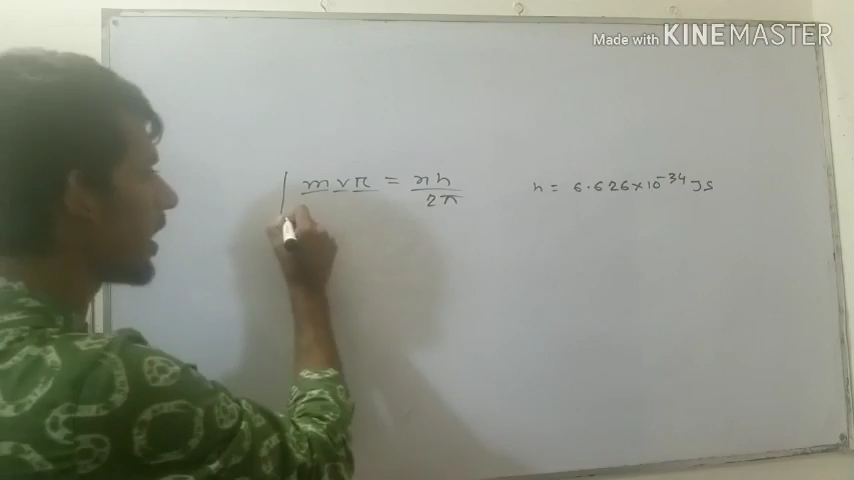 Made with KINEMASTER
mvr = nh/2π
h = 6.626×10⁻³⁴ JS